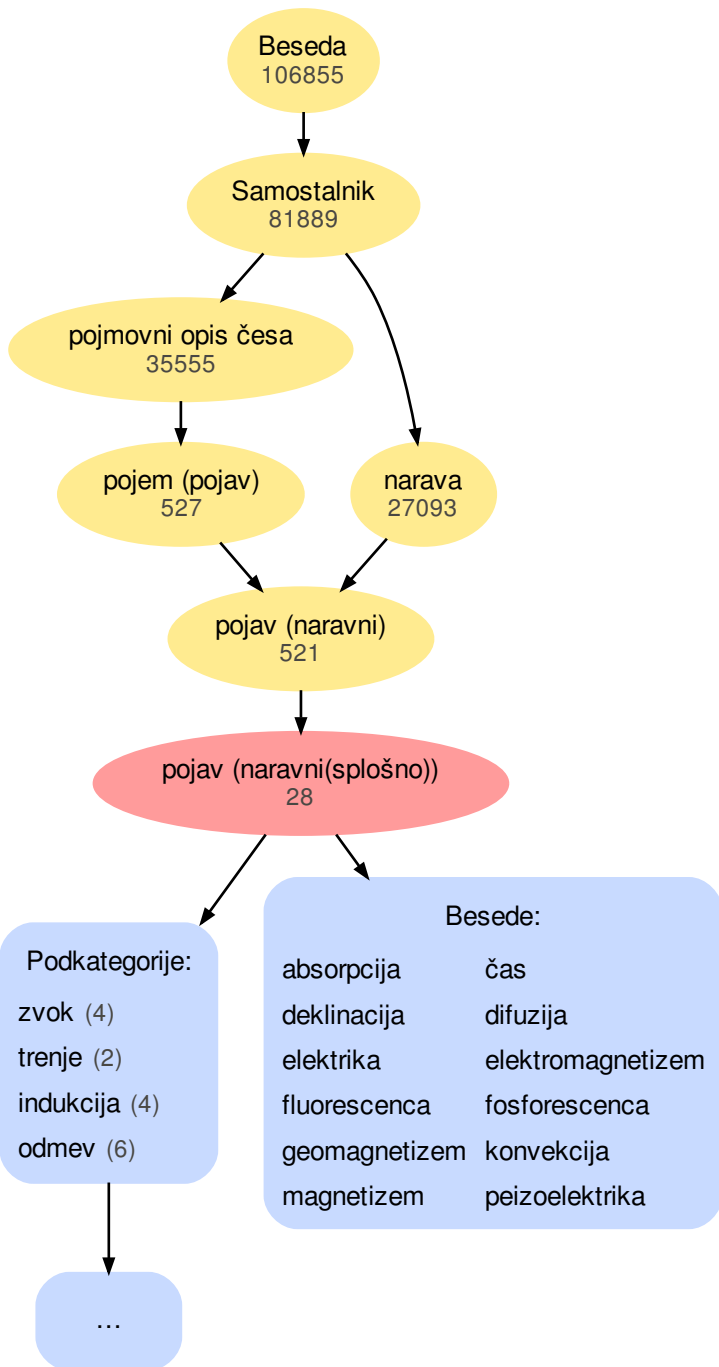 Beseda
106855
Samostalnik
81889
pojmovni opis česa
35555
pojem (pojav)
527
narava
27093
pojav (naravni)
521
pojav (naravni(splošno))
28
Podkategorije:
zvok (4)
trenje (2)
indukcija (4)
odmev (6)
...
Besede:
absorpcija čas
deklinacija difuzija
elektrika elektromagnetizem
fluorescenca fosforescenca
geomagnetizem konvekcija
magnetizem peizoelektrika